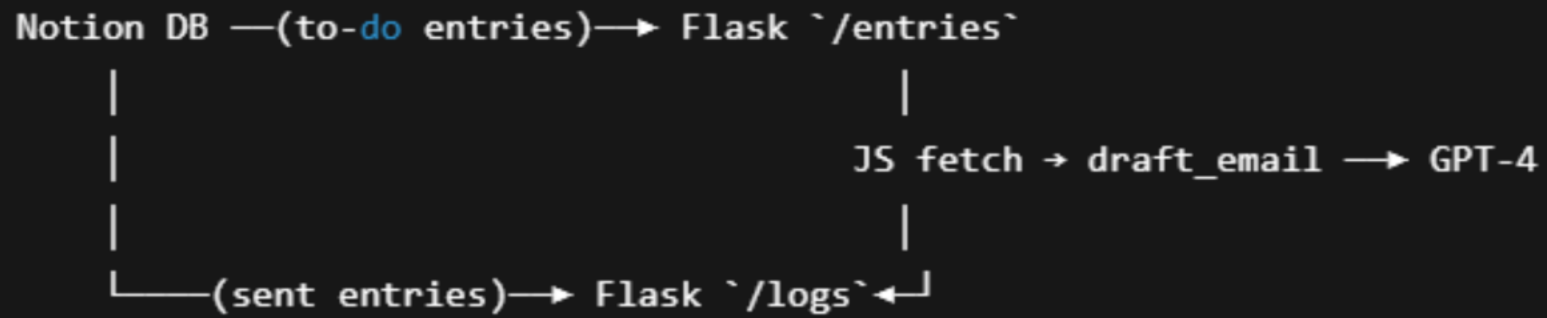 Notion DB —(to-do entries)—► Flask `/entries`
JS fetch → draft_email —► GPT-4
└────(sent entries)—► Flask `/logs`◄─┘